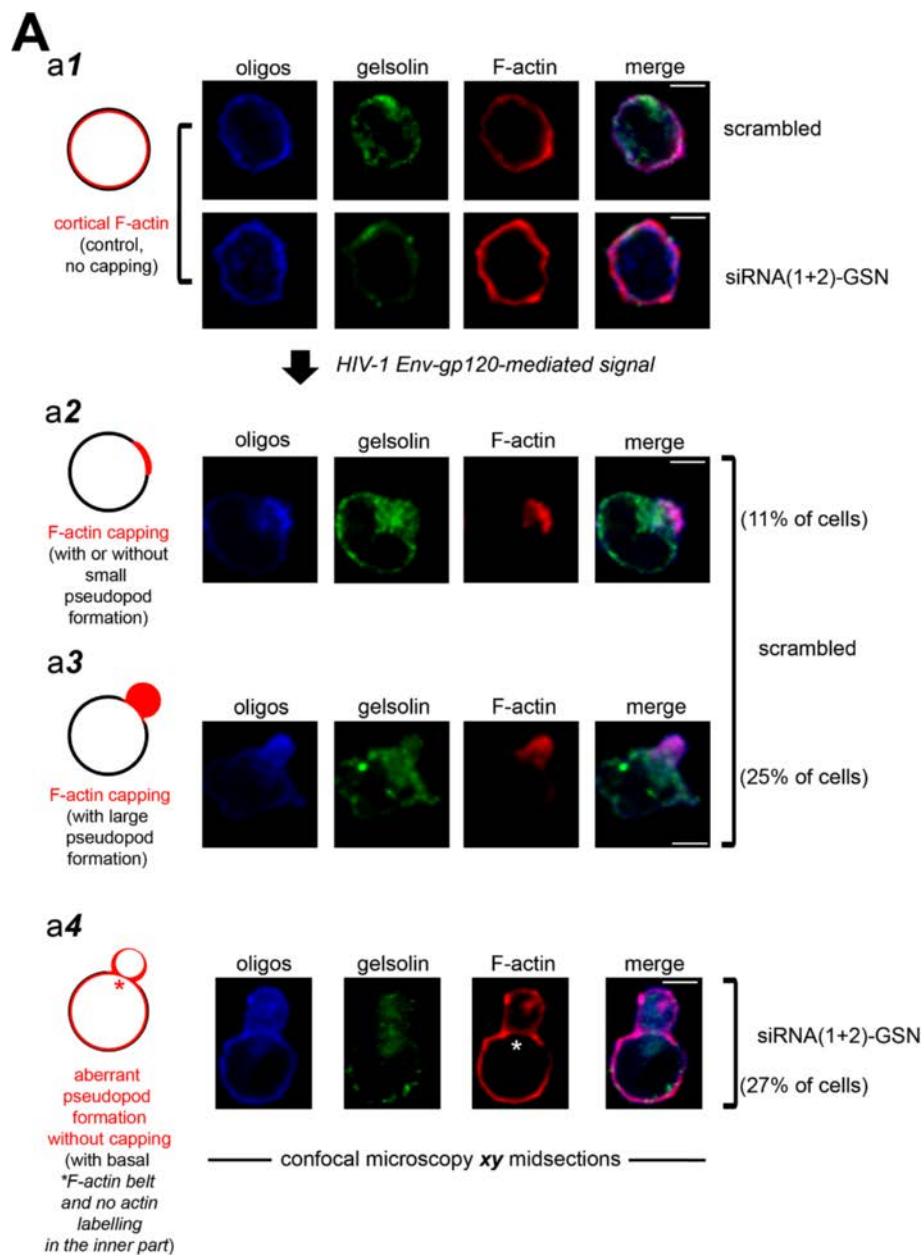 A
a1
oligos gelsolin F-actin merge
scrambled
cortical F-actin
(control,
no capping)
siRNA(1+2)-GSN
HIV-1 Env-gp120-mediated signal
a2
oligos gelsolin F-actin merge
F-actin capping
(with or without
small
pseudopod
formation)
(11% of cells)
scrambled
a3
oligos gelsolin F-actin merge
F-actin capping
(with large
pseudopod
formation)
(25% of cells)
a4
oligos gelsolin F-actin merge
*
*
aberrant
pseudopod
formation
without capping
(with basal
*F-actin belt
and no actin
labelling
in the inner part)
siRNA(1+2)-GSN
(27% of cells)
confocal microscopy xy midsections